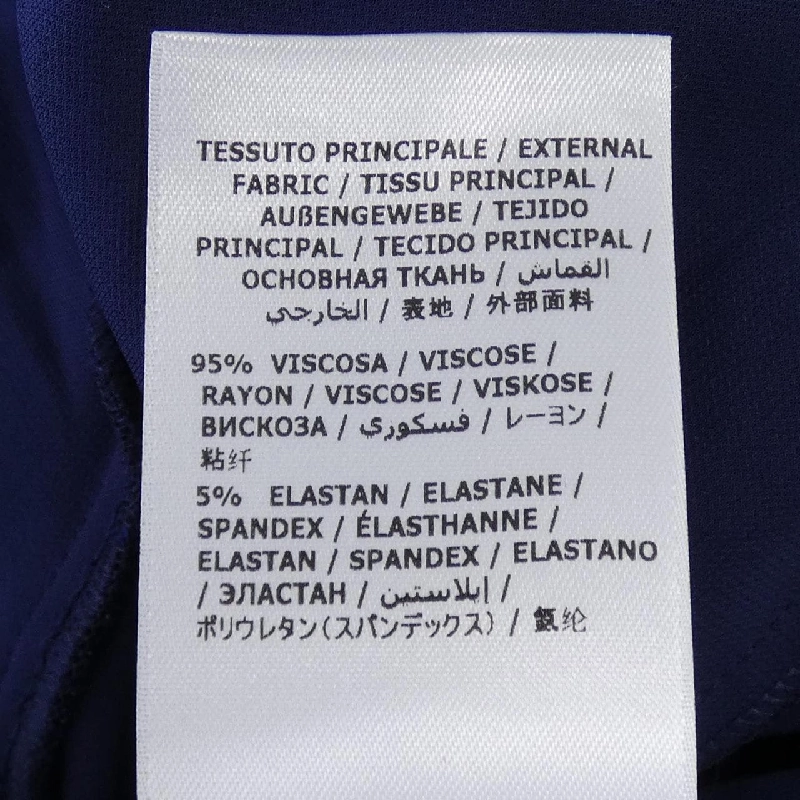 TESSUTO PRINCIPALE / EXTERNAL
FABRIC / TISSU PRINCIPAL /
AUßENGEWEBE / TEJIDO
PRINCIPAL / TECIDO PRINCIPAL /
ОСНОВНАЯ ТКАНЬ / القماش
الخارجي / 表地 / 外部面料
95% VISCOSA / VISCOSE /
RAYON / VISCOSE / VISKOSE /
ВИСКОЗА / فسكوري / レーヨン /
粘纤
5% ELASTAN / ELASTANE /
SPANDEX / ÉLASTHANNE /
ELASTAN / SPANDEX / ELASTANO
/ ЭЛАСТАН / إيلاستين /
ポリウレタン(スパンデックス) / 氨纶